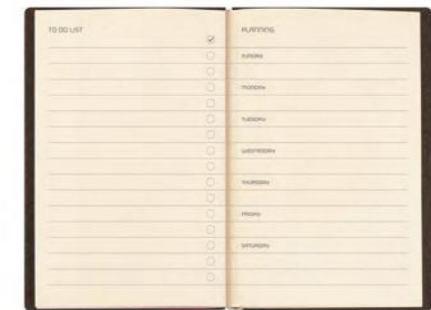 TO DO LIST
PLANNING
SUNDAY
MONDAY
TUESDAY
WEDNESDAY
THURSDAY
FRIDAY
SATURDAY